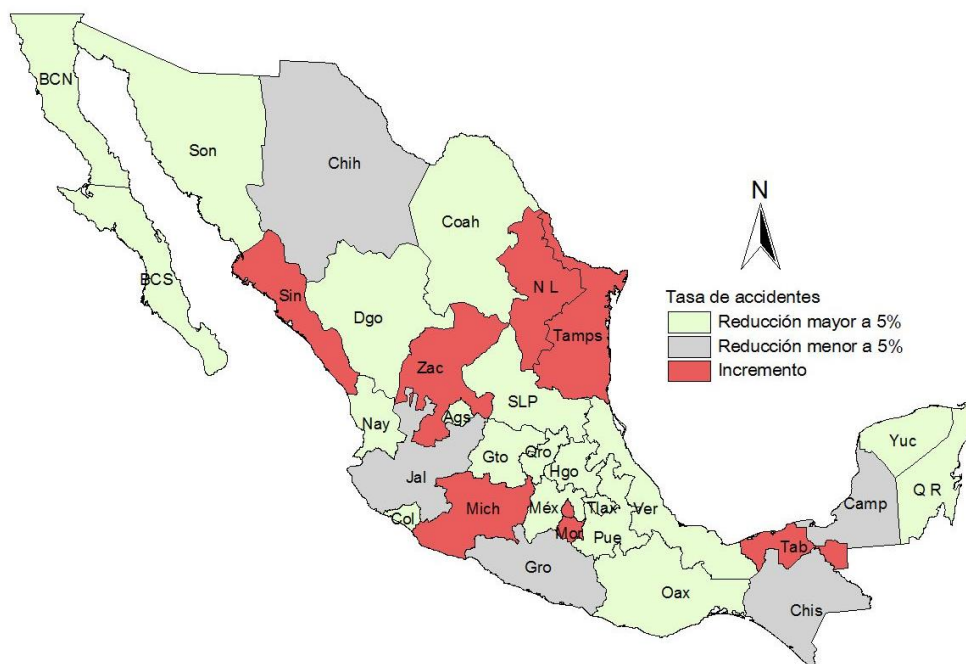 BCN
Son
Chih
N
Coah
BCS
Sin
N L
Tasa de accidentes
Reducción mayor a 5%
Dgo
Tamps
Reducción menor a 5%
Zac
Incremento
SLP
Nay
Ags
Yuc
Gto
Qro
Hgo
Jal
Q R
Camp
Mich
Méx
Tlax
Ver
Col
Mor
Pue
Tab
Gro
Oax
Chis